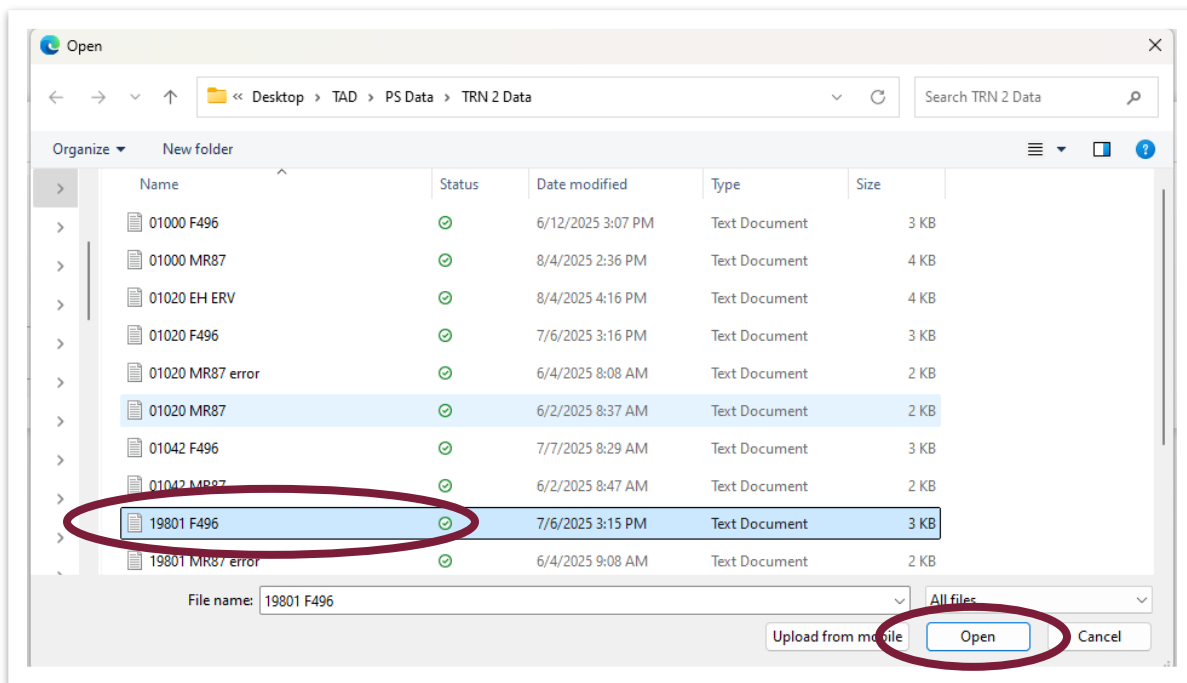 Open
« Desktop › TAD › PS Data › TRN 2 Data
Search TRN 2 Data
Organize New folder
Name Status Date modified Type Size
01000 F496 6/12/2025 3:07 PM Text Document 3 KB
01000 MR87 8/4/2025 2:36 PM Text Document 4 KB
01020 EH ERV 8/4/2025 4:16 PM Text Document 4 KB
01020 F496 7/6/2025 3:16 PM Text Document 3 KB
01020 MR87 error 6/4/2025 8:08 AM Text Document 2 KB
01020 MR87 6/2/2025 8:37 AM Text Document 2 KB
01042 F496 7/7/2025 8:29 AM Text Document 3 KB
01042 MR87 6/2/2025 8:47 AM Text Document 2 KB
19801 F496 7/6/2025 3:15 PM Text Document 3 KB
19801 MR87 error 6/4/2025 9:08 AM Text Document 2 KB
File name: 19801 F496 All files
Upload from mobile Open Cancel